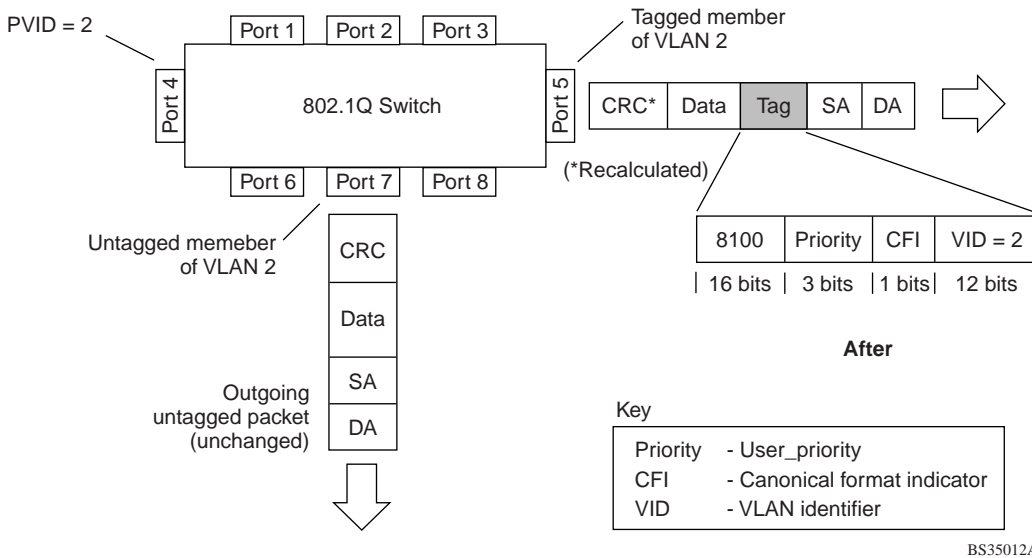 PVID = 2
Port 1
Port 2
Port 3
Tagged member
of VLAN 2
Port 4
802.1Q Switch
Port 5
CRC*
Data
Tag
SA
DA
(*Recalculated)
Port 6
Port 7
Port 8
Untagged memeber
of VLAN 2
CRC
Data
SA
DA
8100
Priority
CFI
VID = 2
16 bits
3 bits
1 bits
12 bits
After
Outgoing
untagged packet
(unchanged)
Key
Priority - User_priority
CFI - Canonical format indicator
VID - VLAN identifier
BS35012A